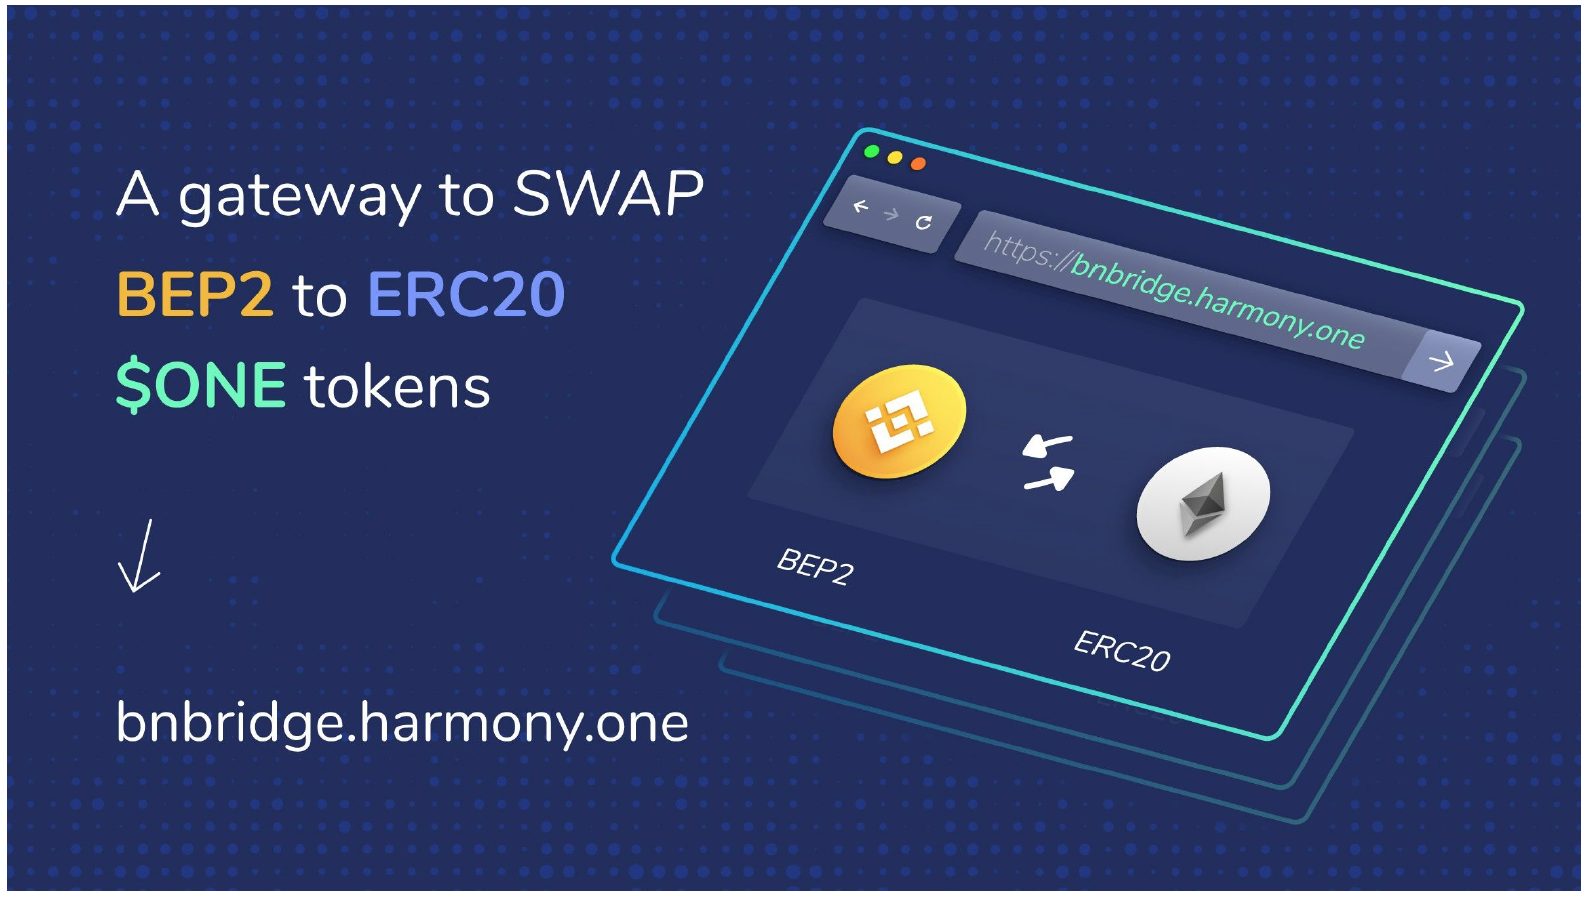 A gateway to SWAP
BEP2 to ERC20
$ONE tokens
bnbridge.harmony.one
https://bnbridge.harmony.one
BEP2
ERC20